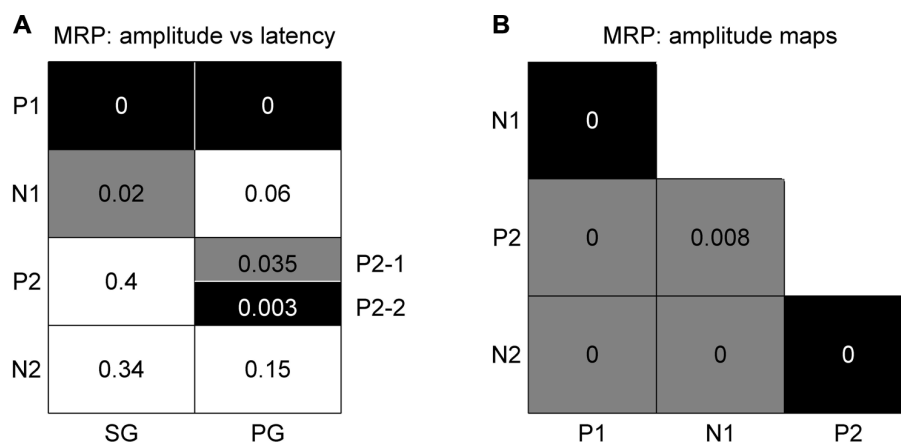 A
MRP: amplitude vs latency
P1 0 0
N1 0.02 0.06
P2 0.4 0.035 P2-1
0.003 P2-2
N2 0.34 0.15
SG PG
B
MRP: amplitude maps
N1 0
P2 0 0.008
N2 0 0 0
P1 N1 P2